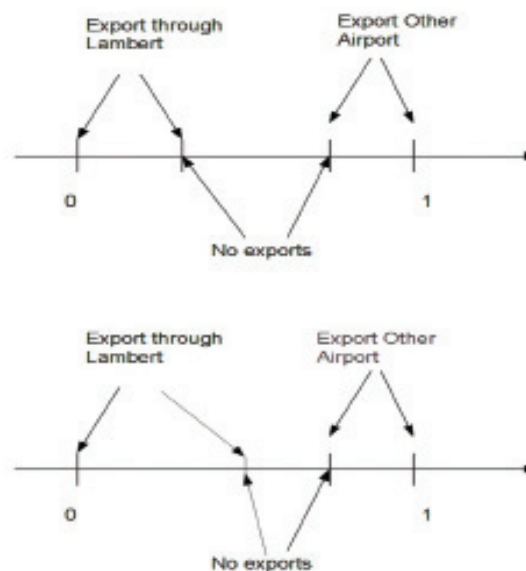 Export through
Lambert
Export Other
Airport
0
1
No exports
Export through
Lambert
Export Other
Airport
0
1
No exports